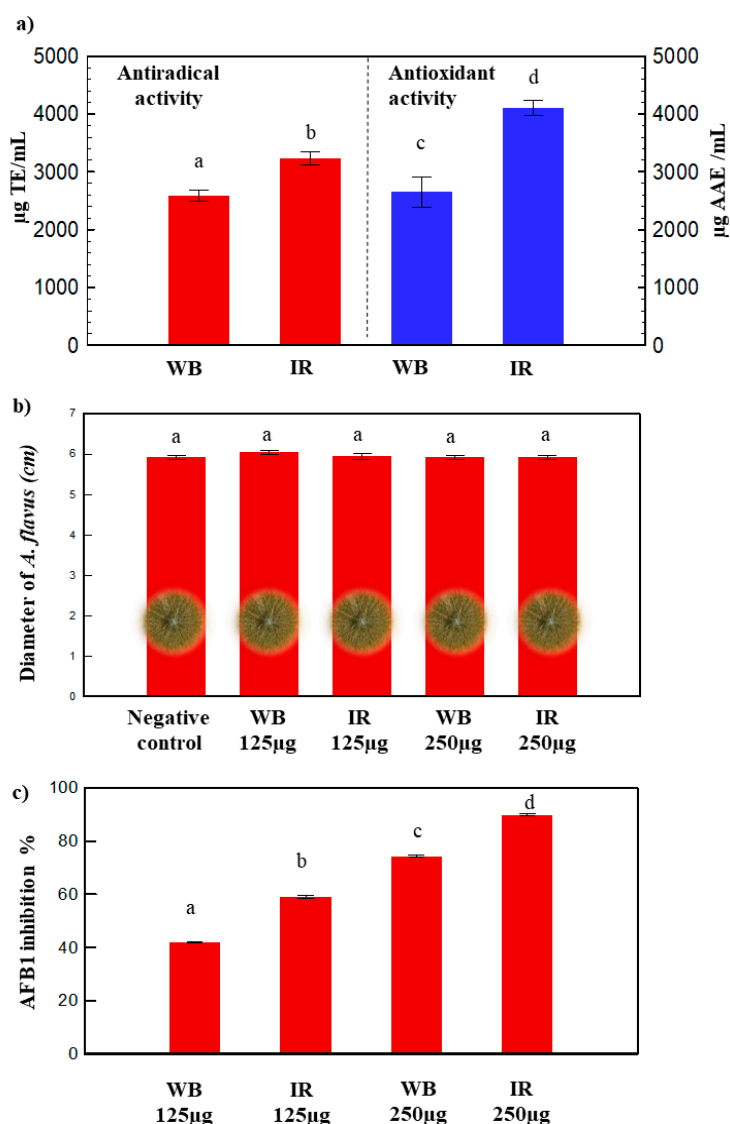 a)
Antiradical
activity
Antioxidant
activity
5000
4000
3000
2000
1000
0
µg TE/mL
a
b
c
d
5000
4000
3000
2000
1000
0
µg AAE /mL
WB
IR
WB
IR
b)
7
6
5
4
3
2
1
0
Diameter of A. flavus (cm)
a
a
a
a
a
Negative
control
WB
125µg
IR
125µg
WB
250µg
IR
250µg
c)
100
80
60
40
20
0
AFB1 inhibition %
a
b
c
d
WB
125µg
IR
125µg
WB
250µg
IR
250µg